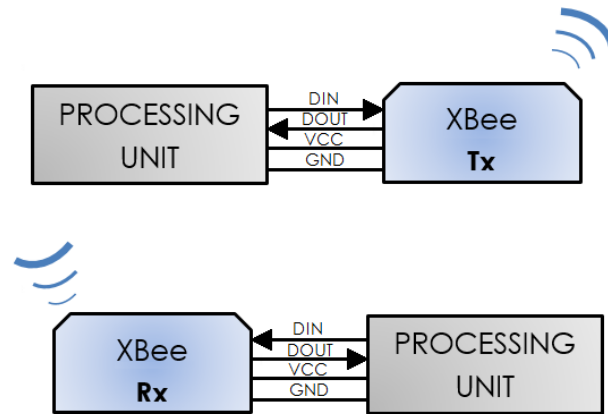 PROCESSING
UNIT
DIN
DOUT
VCC
GND
XBee
Tx
XBee
Rx
DIN
DOUT
VCC
GND
PROCESSING
UNIT